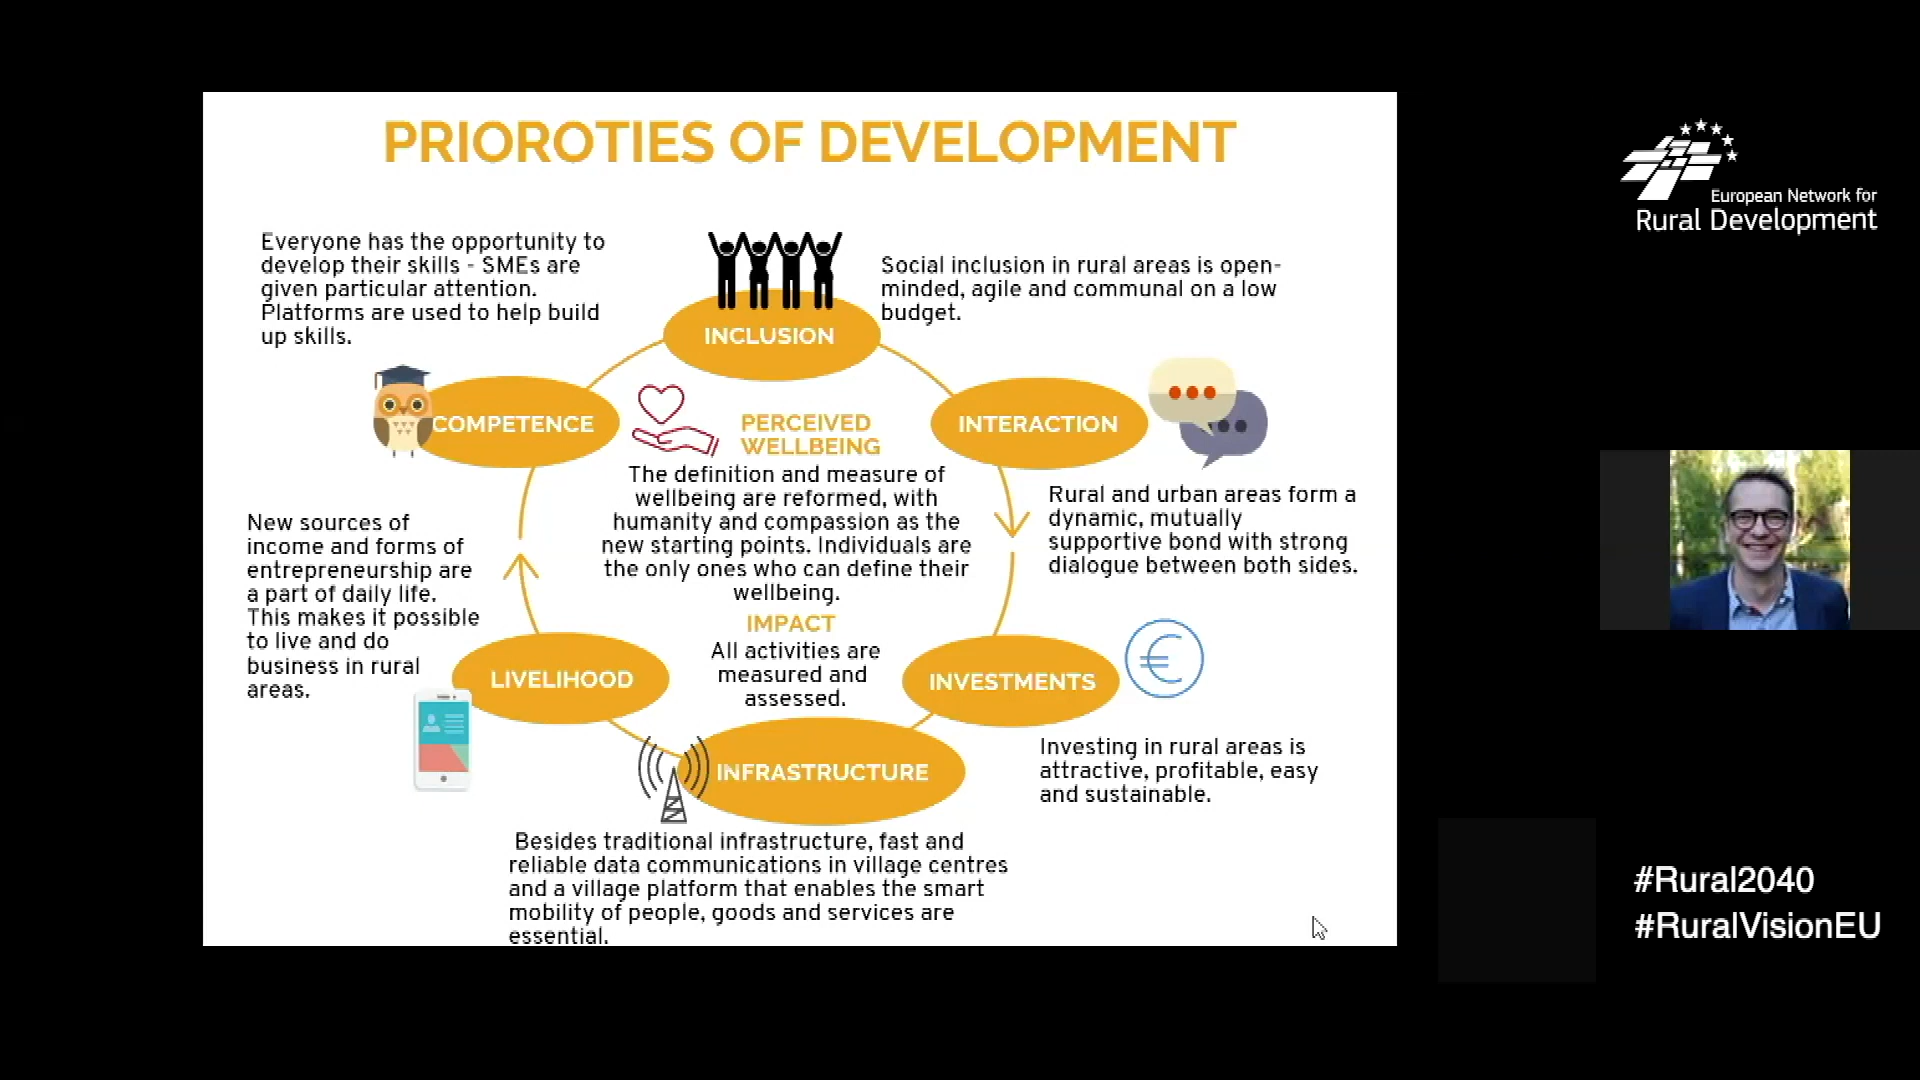 PRIOROTIES OF DEVELOPMENT
Everyone has the opportunity to
develop their skills - SMEs are
given particular attention.
Platforms are used to help build
up skills.
Social inclusion in rural areas is open-
minded, agile and communal on a low
budget.
INCLUSION
COMPETENCE
INTERACTION
PERCEIVED
WELLBEING
The definition and measure of
wellbeing are reformed, with
humanity and compassion as the
new starting points. Individuals are
the only ones who can define their
wellbeing.
IMPACT
All activities are
measured and
assessed.
Rural and urban areas form a
dynamic, mutually
supportive bond with strong
dialogue between both sides.
New sources of
income and forms of
entrepreneurship are
a part of daily life.
This makes it possible
to live and do
business in rural
areas.
LIVELIHOOD
INVESTMENTS
€
Investing in rural areas is
attractive, profitable, easy
and sustainable.
INFRASTRUCTURE
Besides traditional infrastructure, fast and
reliable data communications in village centres
and a village platform that enables the smart
mobility of people, goods and services are
essential.
European Network for
Rural Development
#Rural2040
#RuralVisionEU